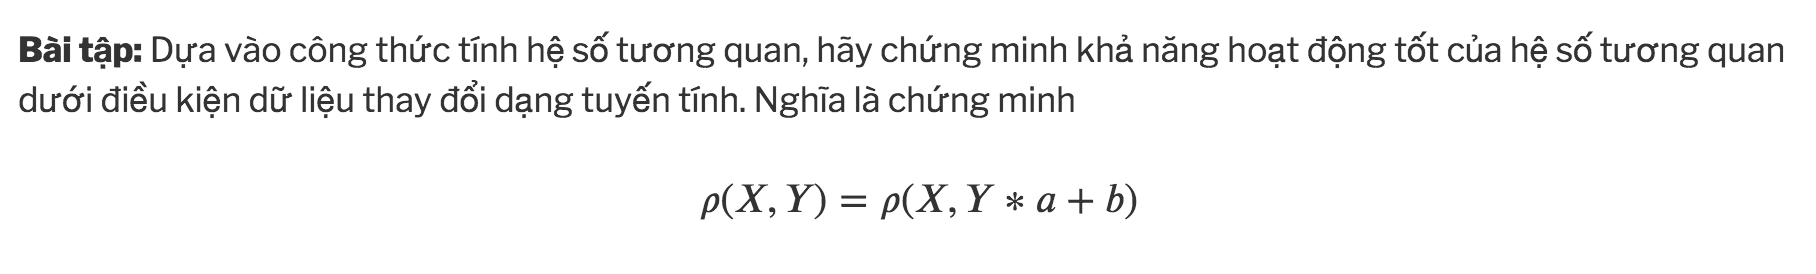 Bài tập: Dựa vào công thức tính hệ số tương quan, hãy chứng minh khả năng hoạt động tốt của hệ số tương quan
dưới điều kiện dữ liệu thay đổi dạng tuyến tính. Nghĩa là chứng minh
ρ(X, Y) = ρ(X, Y * a + b)